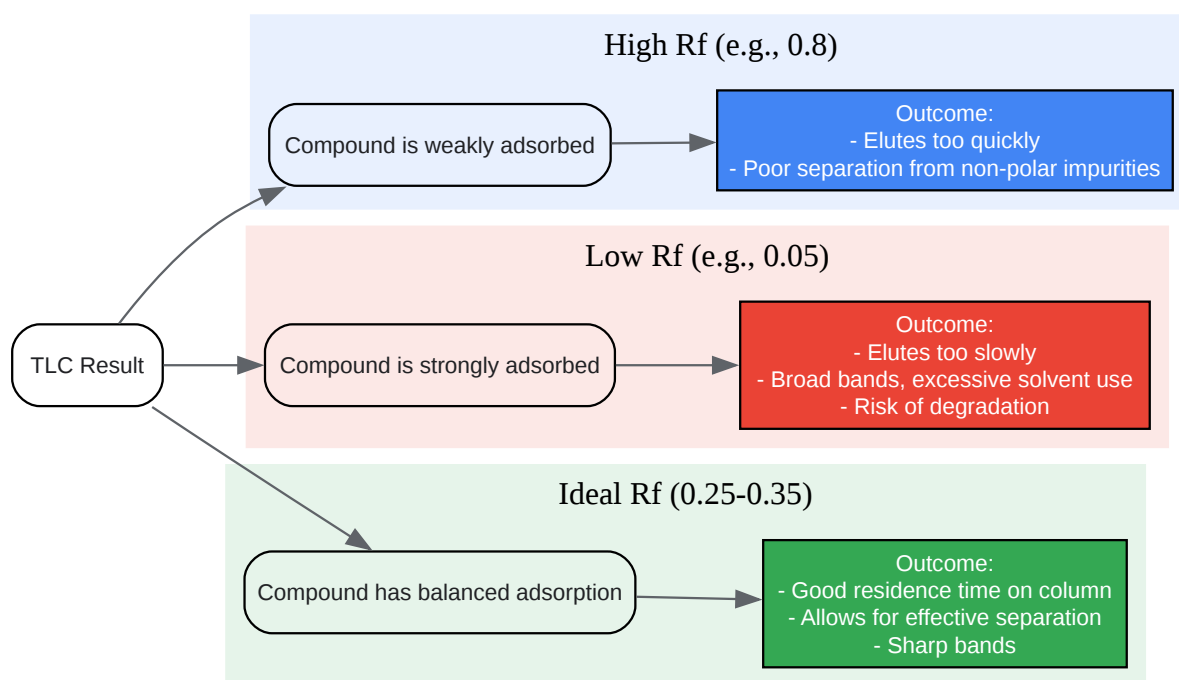 High Rf (e.g., 0.8)
Compound is weakly adsorbed
Outcome:
- Elutes too quickly
- Poor separation from non-polar impurities
Low Rf (e.g., 0.05)
TLC Result
Compound is strongly adsorbed
Outcome:
- Elutes too slowly
- Broad bands, excessive solvent use
- Risk of degradation
Ideal Rf (0.25-0.35)
Compound has balanced adsorption
Outcome:
- Good residence time on column
- Allows for effective separation
- Sharp bands